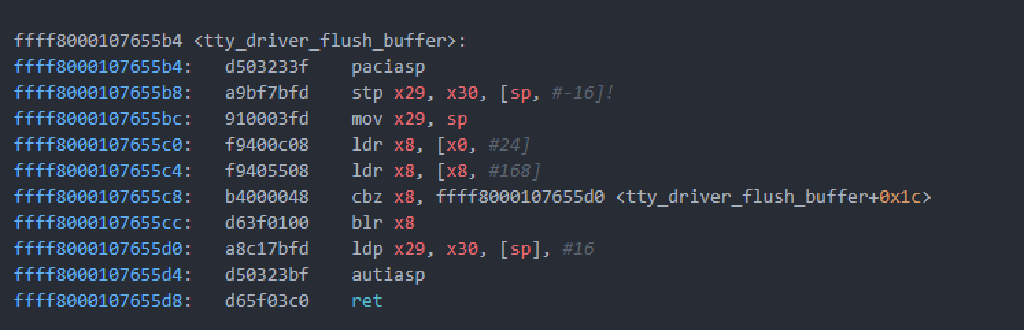 ffff8000107655b4 <tty_driver_flush_buffer>:
ffff8000107655b4:   d503233f    paciasp
ffff8000107655b8:   a9bf7bfd    stp x29, x30, [sp, #-16]!
ffff8000107655bc:   910003fd    mov x29, sp
ffff8000107655c0:   f9400c08    ldr x8, [x0, #24]
ffff8000107655c4:   f9405508    ldr x8, [x8, #168]
ffff8000107655c8:   b4000048    cbz x8, ffff8000107655d0 <tty_driver_flush_buffer+0x1c>
ffff8000107655cc:   d63f0100    blr x8
ffff8000107655d0:   a8c17bfd    ldp x29, x30, [sp], #16
ffff8000107655d4:   d50323bf    autiasp
ffff8000107655d8:   d65f03c0    ret